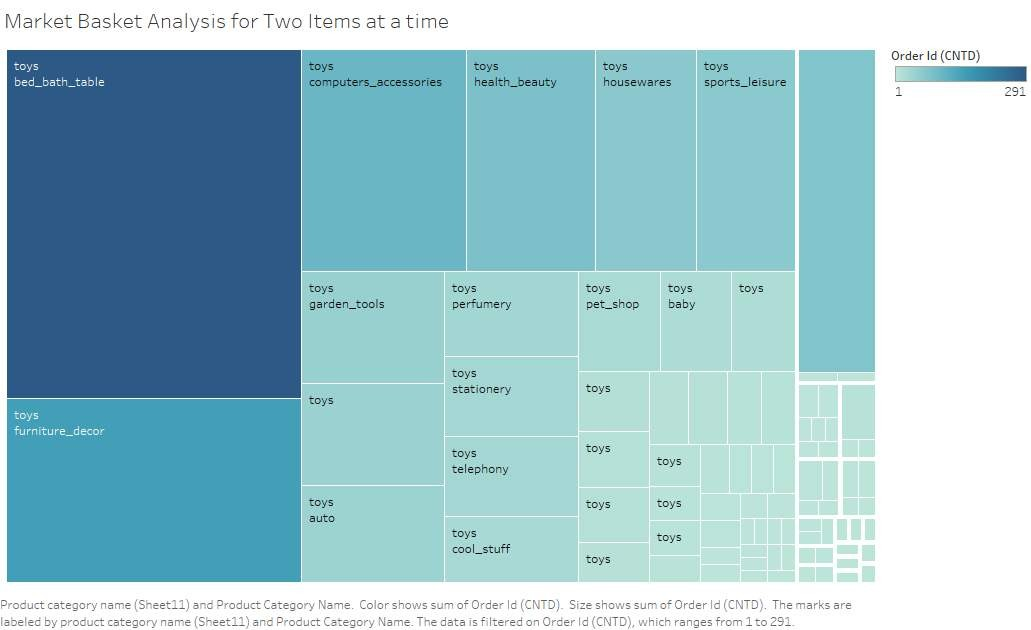 Market Basket Analysis for Two Items at a time
toys
bed_bath_table
toys
computers_accessories
toys
health_beauty
toys
housewares
toys
sports_leisure
Order Id (CNTD)
1
291
toys
garden_tools
toys
perfumery
toys
pet_shop
toys
baby
toys
toys
stationery
toys
toys
toys
furniture_decor
toys
toys
toys
telephony
toys
auto
toys
toys
toys
cool_stuff
toys
toys
Product category name (Sheet11) and Product Category Name.  Color shows sum of Order Id (CNTD).  Size shows sum of Order Id (CNTD).  The marks are
labeled by product category name (Sheet11) and Product Category Name. The data is filtered on Order Id (CNTD), which ranges from 1 to 291.